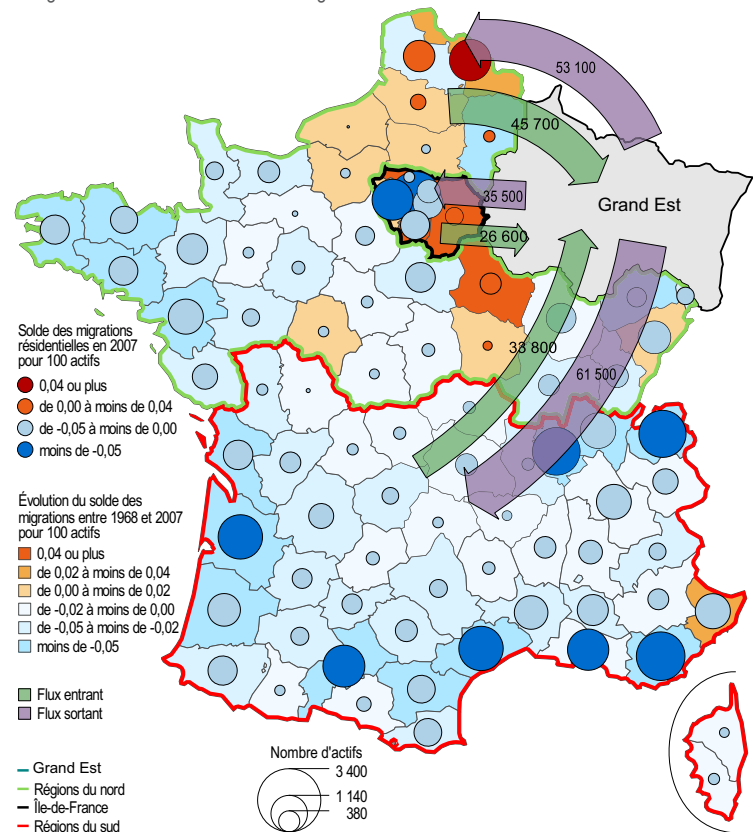 53 100
45 700
35 500
Grand Est
26 600
33 800
61 500
Solde des migrations
résidentielles en 2007
pour 100 actifs
0,04 ou plus
de 0,00 à moins de 0,04
de -0,05 à moins de 0,00
moins de -0,05
Évolution du solde des
migrations entre 1968 et 2007
pour 100 actifs
0,04 ou plus
de 0,02 à moins de 0,04
de 0,00 à moins de 0,02
de -0,02 à moins de 0,00
de -0,05 à moins de -0,02
moins de -0,05
Flux entrant
Flux sortant
Grand Est
Régions du nord
Île-de-France
Régions du sud
Nombre d'actifs
3 400
1 140
380